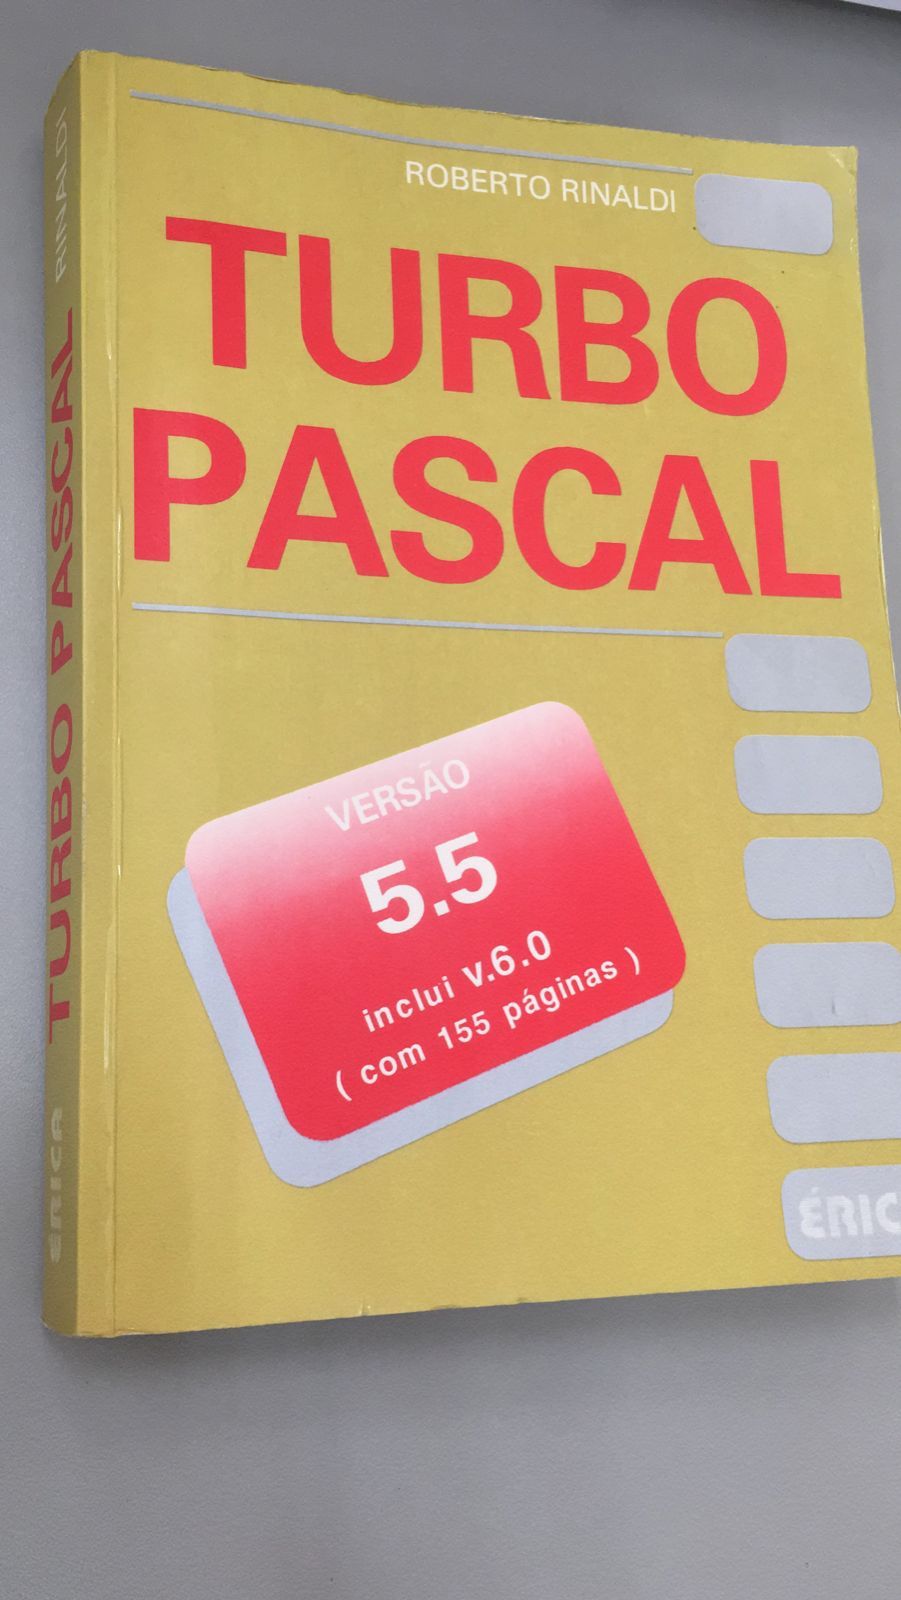 ROBERTO RINALDI
TURBO
PASCAL
VERSÃO
5.5
inclui v.6.0
( com 155 páginas )
ÉRIC
RINALDI
TURBO PASCAL
ÉRICA